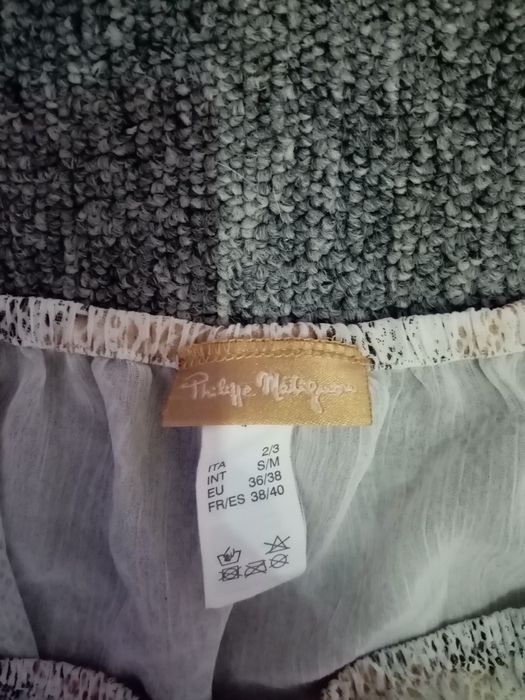 Philippe Matignon
ITA 2/3
INT S/M
EU 36/38
FR/ES 38/40